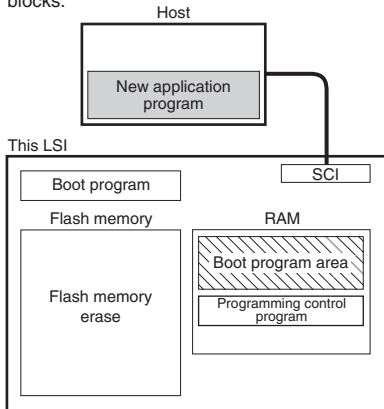 blocks.
Host
New application
program
This LSI
SCI
Boot program
Flash memory
RAM
Flash memory
erase
Boot program area
Programming control
program